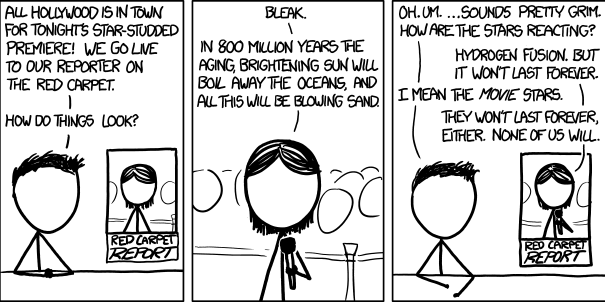 ALL HOLLYWOOD IS IN TOWN
FOR TONIGHT'S STAR-STUDDED
PREMIERE! WE GO LIVE
TO OUR REPORTER ON
THE RED CARPET.
HOW DO THINGS LOOK?
RED CARPET
REPORT
BLEAK.
IN 800 MILLION YEARS THE
AGING, BRIGHTENING SUN WILL
BOIL AWAY THE OCEANS, AND
ALL THIS WILL BE BLOWING SAND.
OH. UM. ...SOUNDS PRETTY GRIM.
HOW ARE THE STARS REACTING?
HYDROGEN FUSION. BUT
IT WON'T LAST FOREVER.
I MEAN THE MOVIE STARS.
THEY WON'T LAST FOREVER,
EITHER. NONE OF US WILL.
RED CARPET
REPORT